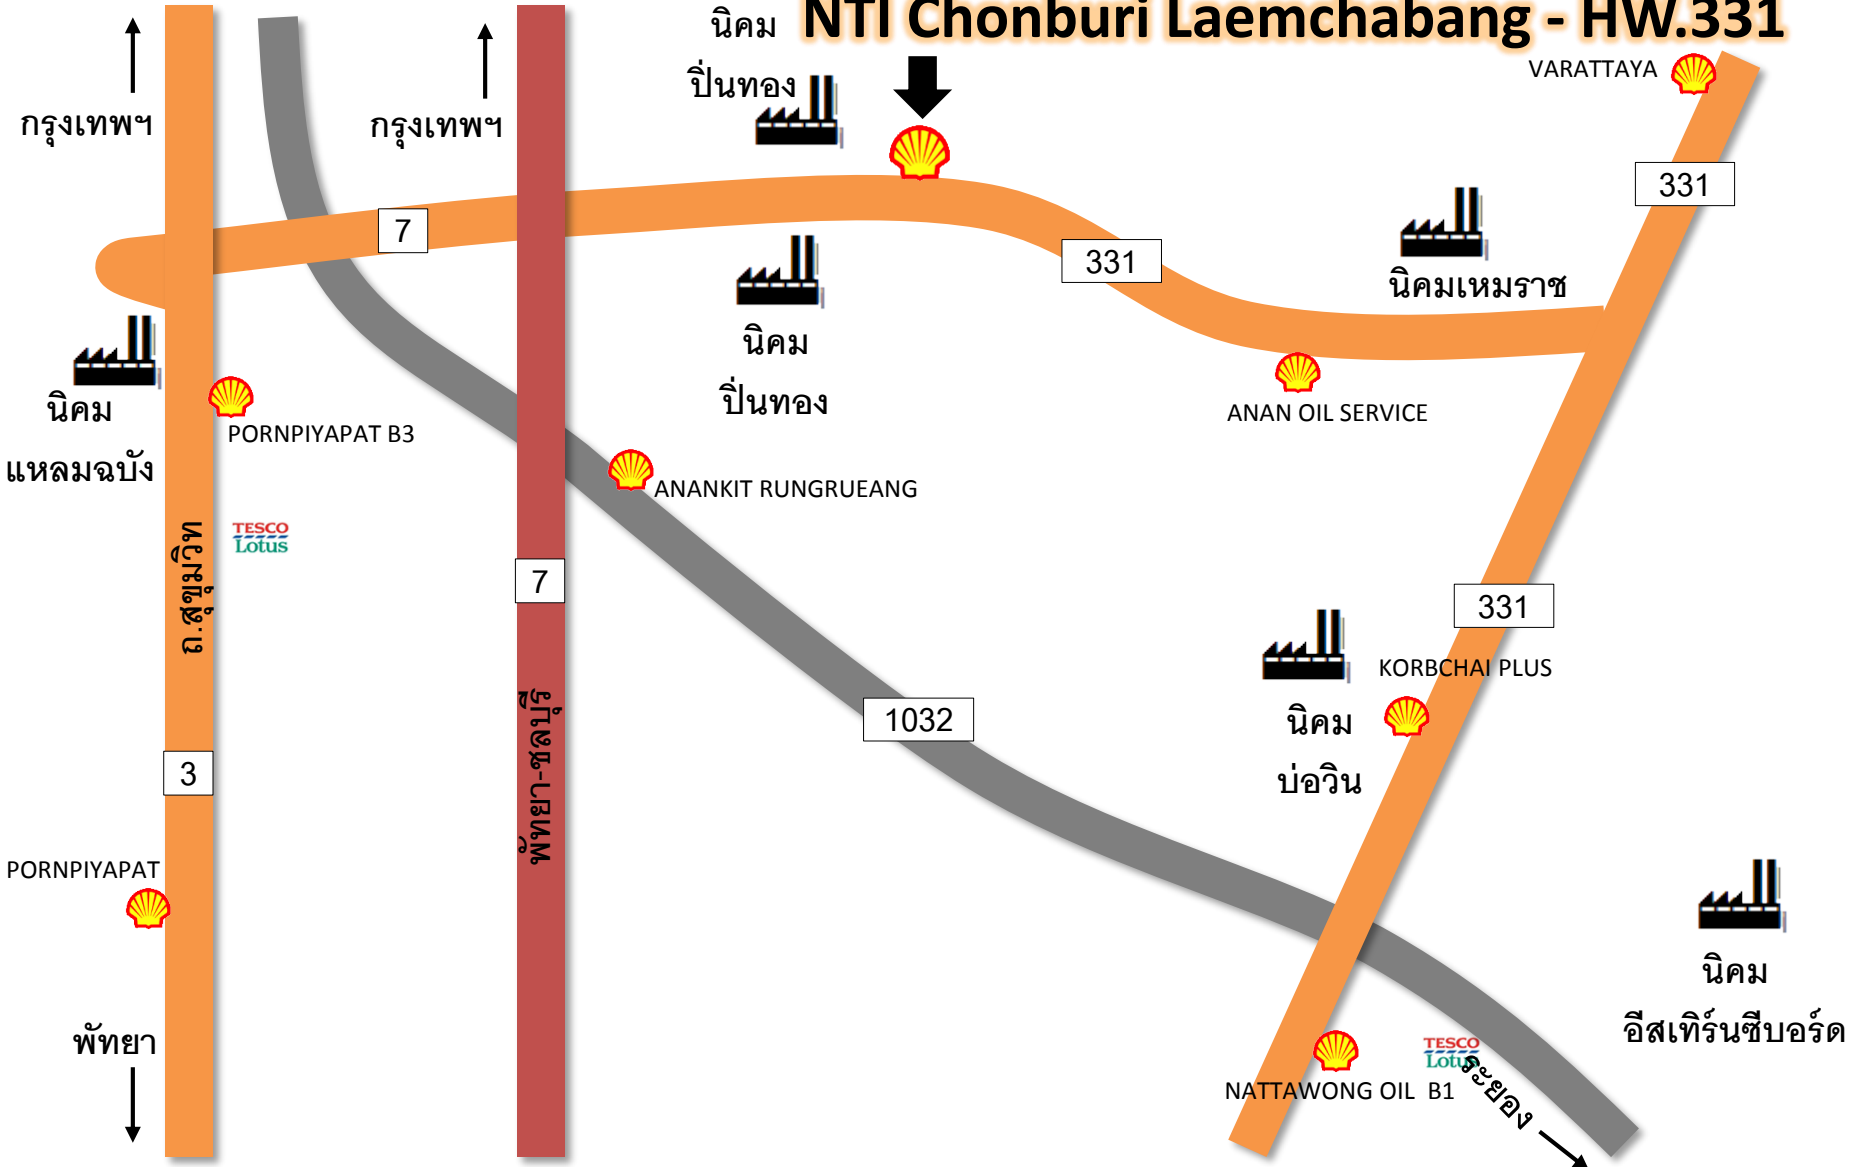 NTI Chonburi Laemchabang - HW.331
นิคม
ปิ่นทอง
VARATTAYA
กรุงเทพฯ
กรุงเทพฯ
331
7
331
นิคมเหมราช
นิคม
ปิ่นทอง
นิคม
แหลมฉบัง
PORNPIYAPAT B3
ANAN OIL SERVICE
ANANKIT RUNGRUEANG
TESCO
Lotus
ถ.สุขุมวิท
7
331
KORBCHAI PLUS
นิคม
บ่อวิน
1032
พัทยา-ชลบุรี
3
PORNPIYAPAT
นิคม
อีสเทิร์นซีบอร์ด
พัทยา
TESCO
Lotus
NATTAWONG OIL B1
ระยอง